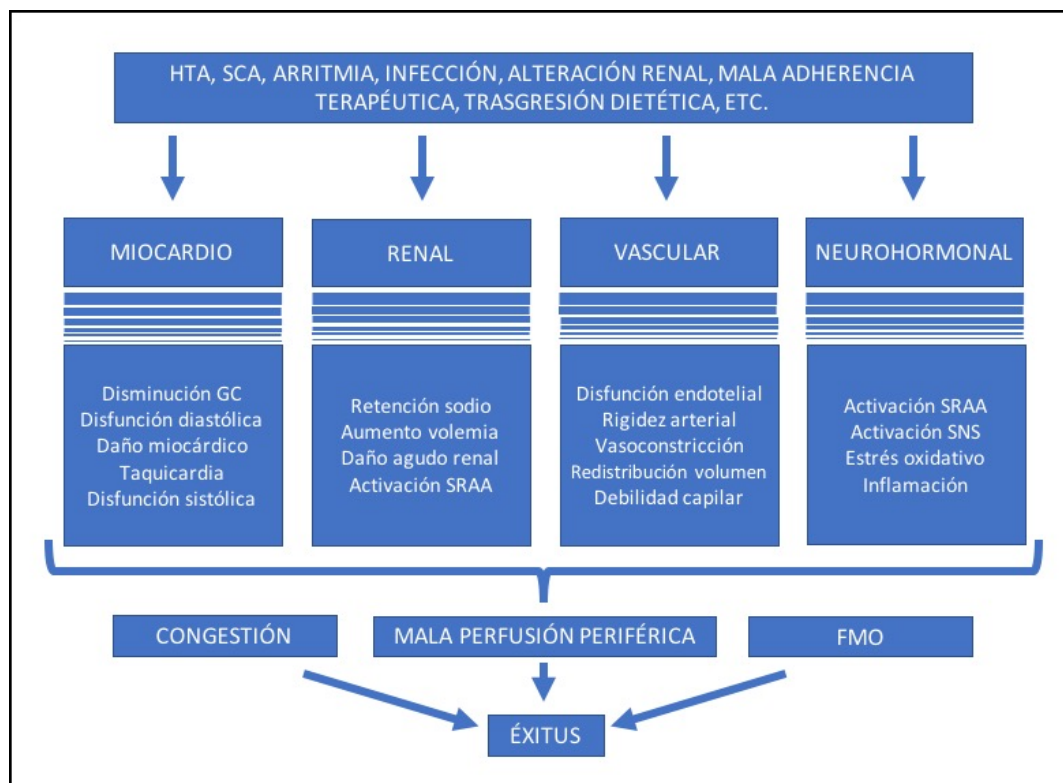 HTA, SCA, ARRITMIA, INFECCIÓN, ALTERACIÓN RENAL, MALA ADHERENCIA
TERAPÉUTICA, TRASGRESIÓN DIETÉTICA, ETC.
MIOCARDIO
RENAL
VASCULAR
NEUROHORMONAL
Disminución GC
Disfunción diastólica
Daño miocárdico
Taquicardia
Disfunción sistólica
Retención sodio
Aumento volemia
Daño agudo renal
Activación SRAA
Disfunción endotelial
Rigidez arterial
Vasoconstricción
Redistribución volumen
Debilidad capilar
Activación SRAA
Activación SNS
Estrés oxidativo
Inflamación
CONGESTIÓN
MALA PERFUSIÓN PERIFÉRICA
FMO
ÉXITUS